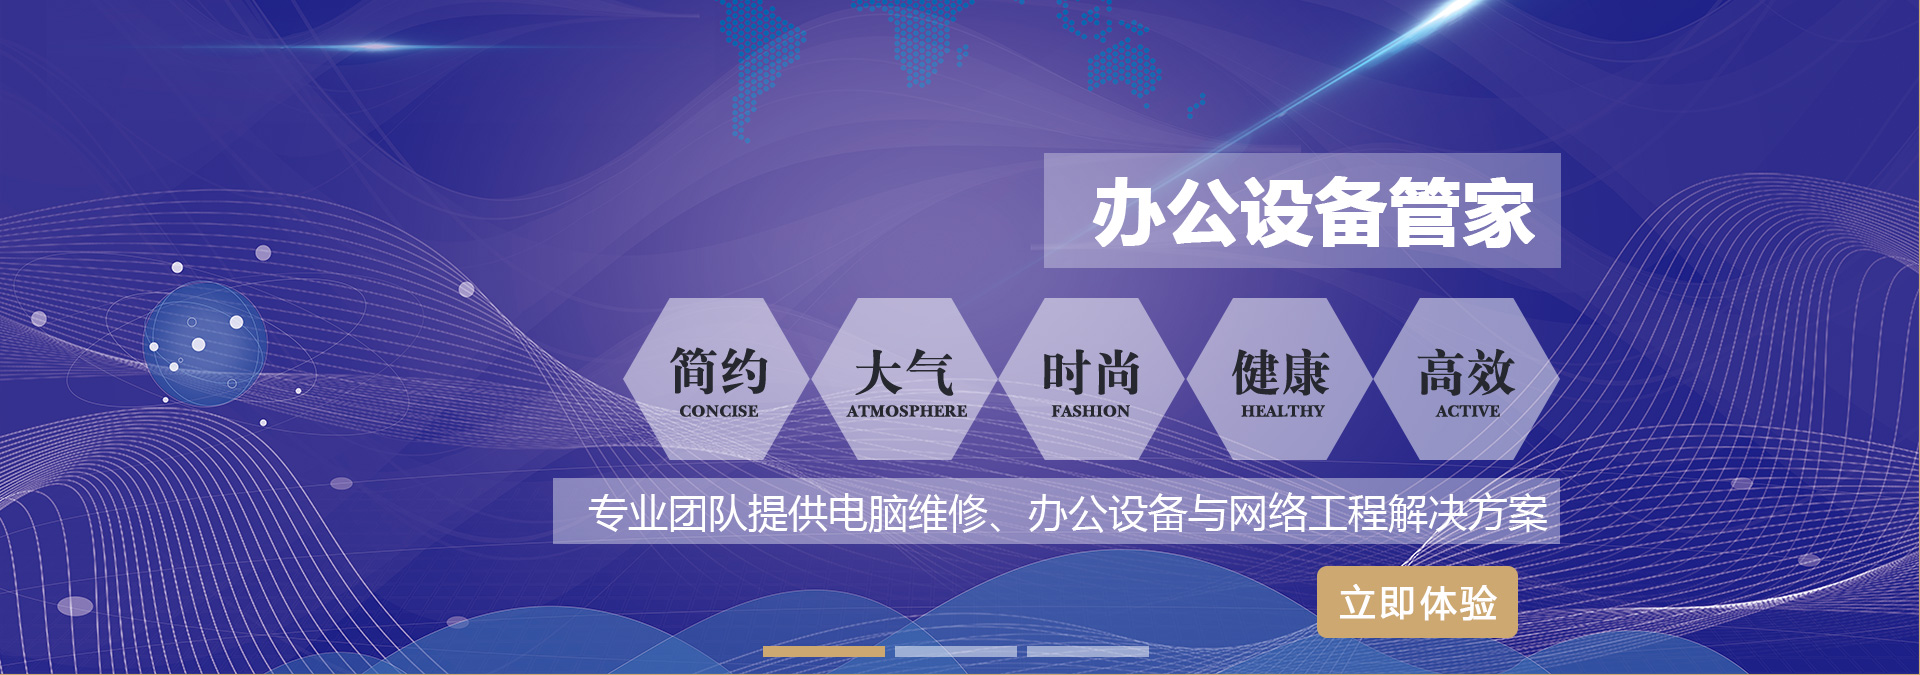 办公设备管家
简约 大气 时尚 健康 高效
CONCISE ATMOSPHERE FASHION HEALTHY ACTIVE
专业团队提供电脑维修、办公设备与网络工程解决方案
立即体验